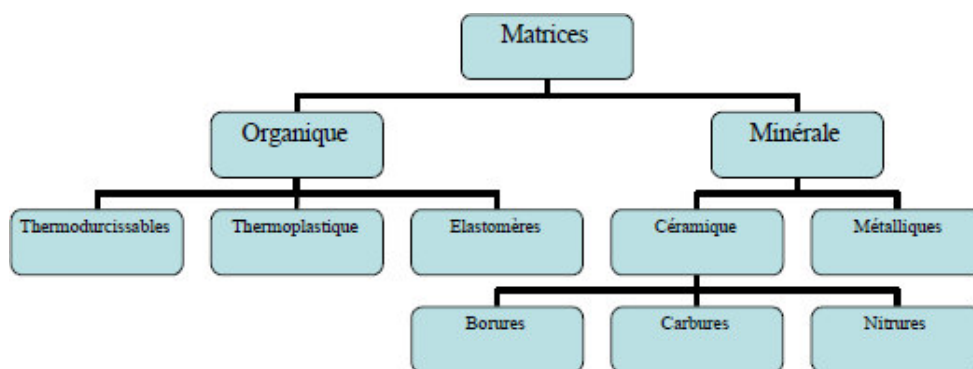 Matrices
Organique
Minérale
Thermodurcissables
Thermoplastique
Elastomères
Céramique
Métalliques
Borures
Carbures
Nitrures